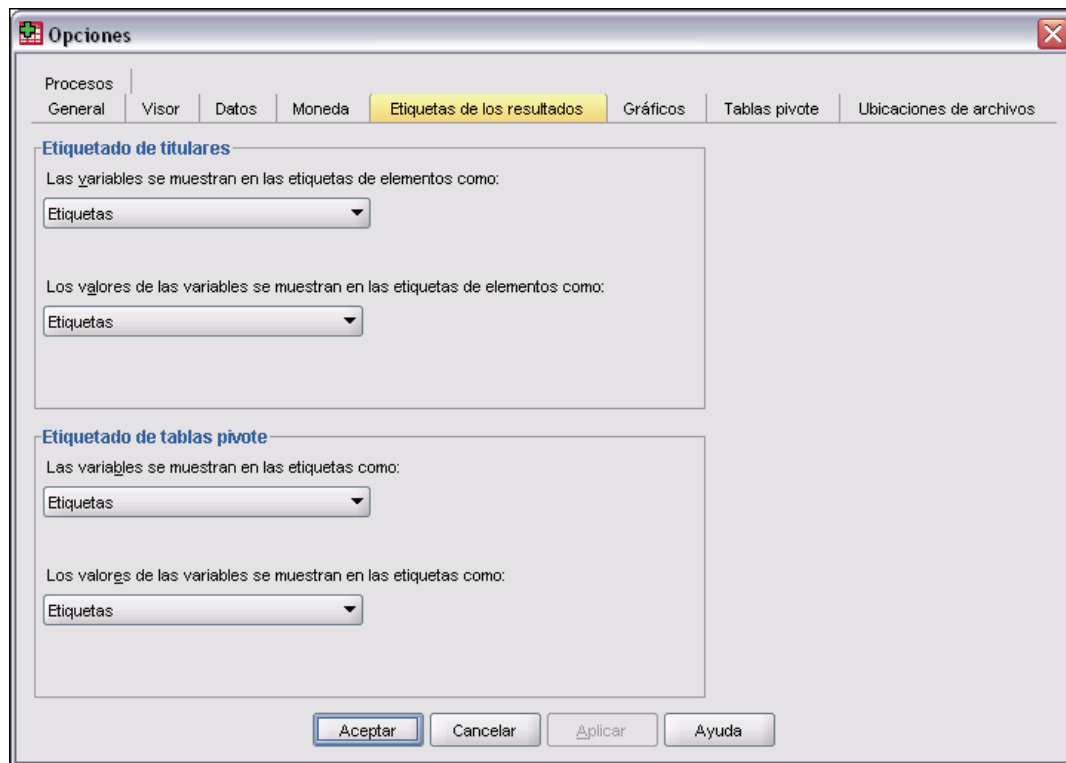 Opciones
Procesos
General Visor Datos Moneda Etiquetas de los resultados Gráficos Tablas pivote Ubicaciones de archivos
Etiquetado de titulares
Las variables se muestran en las etiquetas de elementos como:
Etiquetas
Los valores de las variables se muestran en las etiquetas de elementos como:
Etiquetas
Etiquetado de tablas pivote
Las variables se muestran en las etiquetas como:
Etiquetas
Los valores de las variables se muestran en las etiquetas como:
Etiquetas
Aceptar Cancelar Aplicar Ayuda